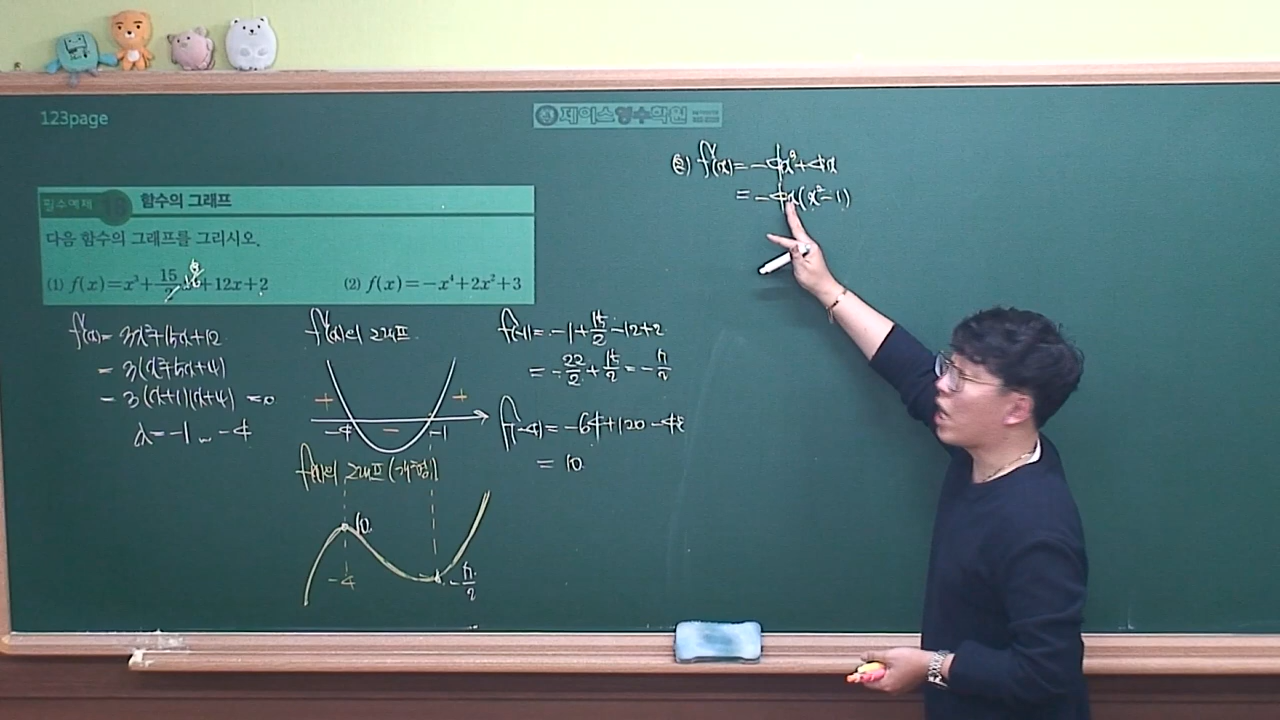 123page
제이스영수학원
필수예제 18 함수의 그래프
다음 함수의 그래프를 그리시오.
(1) f(x)=x³+15/2x²+12x+2 (2) f(x)=-x⁴+2x²+3
f'(x)=3x²+15x+12
=3(x²+5x+4)
=3(x+1)(x+4)=0
x=-1 or -4
f'(x)의 그래프
+ - +
-4 -1
f(x)의 그래프(개형)
10
-4 -1 -17/2
f(-1)=-1+15/2-12+2
=-22/2+15/2=-7/2
f(-4)=-64+120-48
=10
(2) f'(x)=-4x³+4x
=-4x(x²-1)